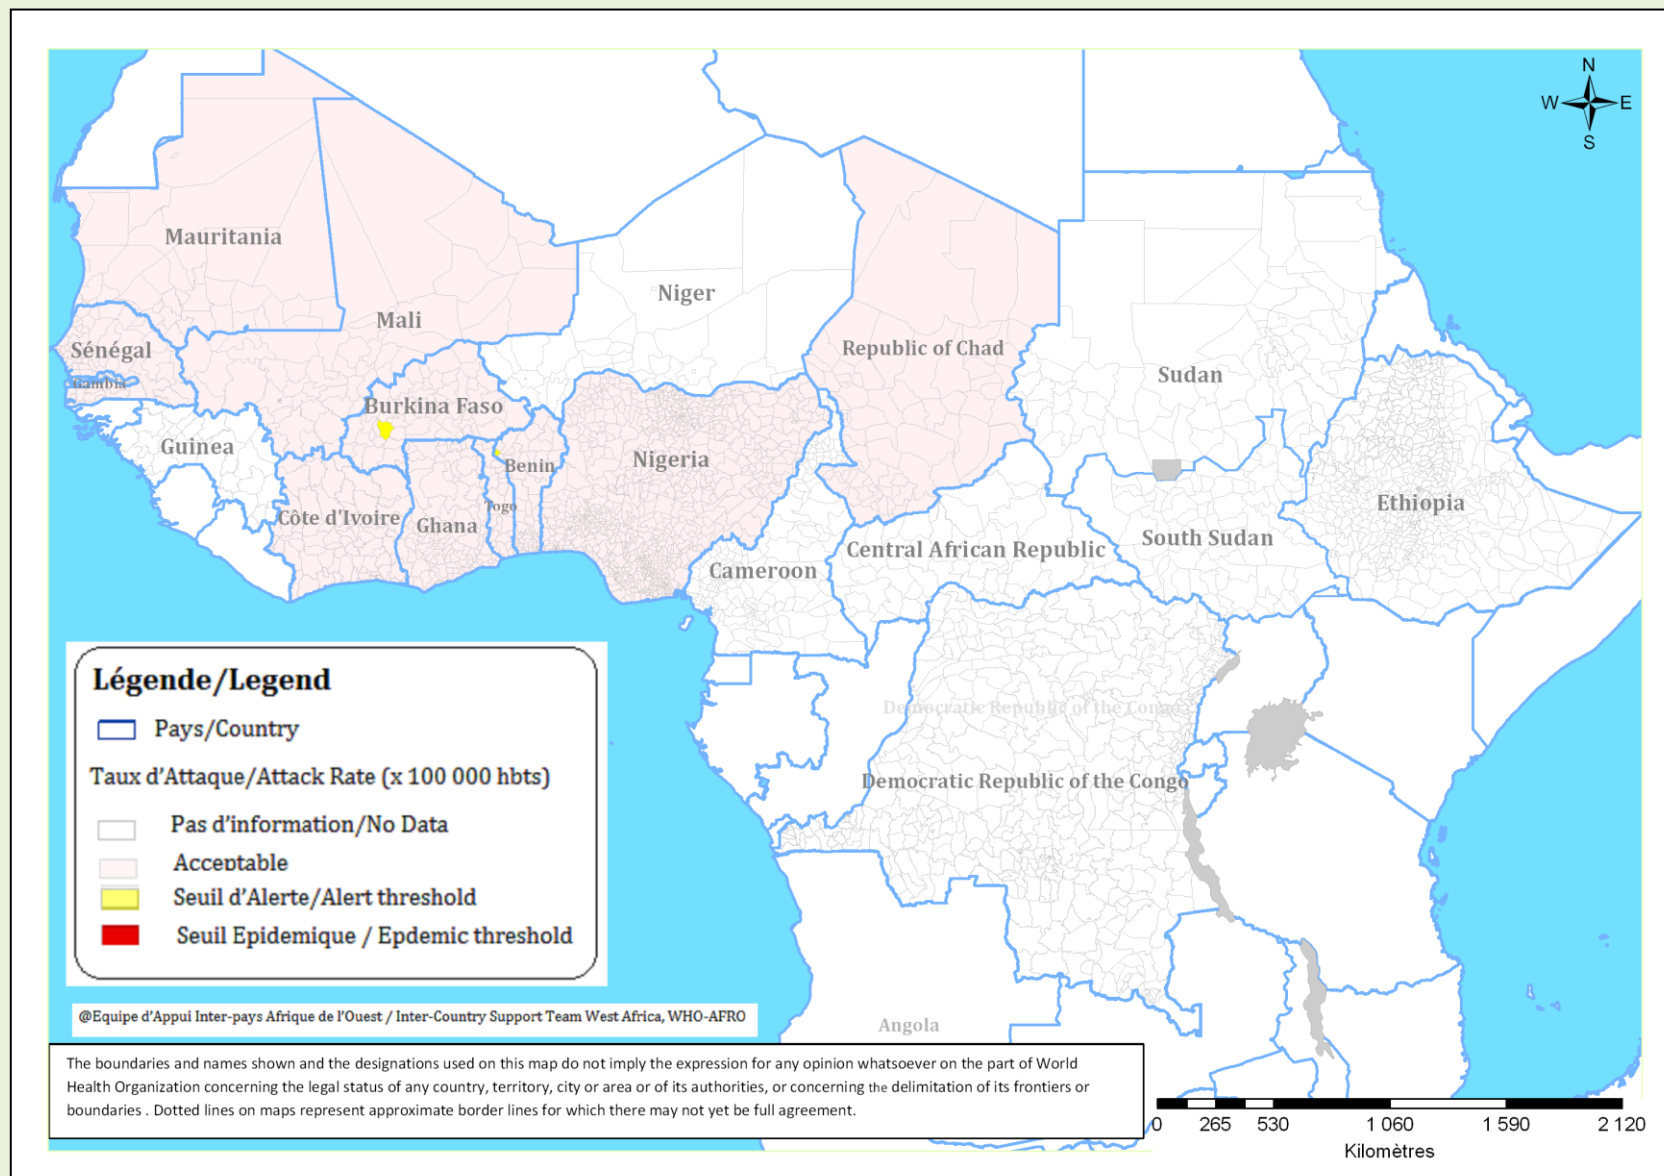 N
W E
S
Mauritania
Mali
Niger
Sénégal
Gambia
Republic of Chad
Sudan
Burkina Faso
Guinea
Benin
Nigeria
Togo
Côte d'Ivoire
Ghana
Ethiopia
South Sudan
Central African Republic
Cameroon
Democratic Republic of the Congo
Democratic Republic of the Congo
Angola
Légende/Legend
Pays/Country
Taux d'Attaque/Attack Rate (x 100 000 hbts)
Pas d'information/No Data
Acceptable
Seuil d'Alerte/Alert threshold
Seuil Epidemique / Epdemic threshold
@Equipe d'Appui Inter-pays Afrique de l'Ouest / Inter-Country Support Team West Africa, WHO-AFRO
The boundaries and names shown and the designations used on this map do not imply the expression for any opinion whatsoever on the part of World
Health Organization concerning the legal status of any country, territory, city or area or of its authorities, or concerning the delimitation of its frontiers or
boundaries . Dotted lines on maps represent approximate border lines for which there may not yet be full agreement.
0 265 530 1 060 1 590 2 120
Kilomètres